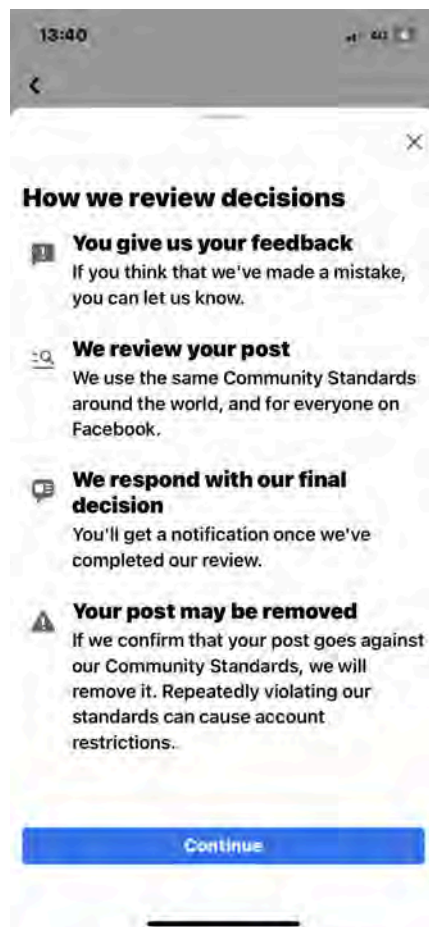 13:40
4G
How we review decisions
You give us your feedback
If you think that we've made a mistake,
you can let us know.
We review your post
We use the same Community Standards
around the world, and for everyone on
Facebook.
We respond with our final
decision
You'll get a notification once we've
completed our review.
Your post may be removed
If we confirm that your post goes against
our Community Standards, we will
remove it. Repeatedly violating our
standards can cause account
restrictions.
Continue